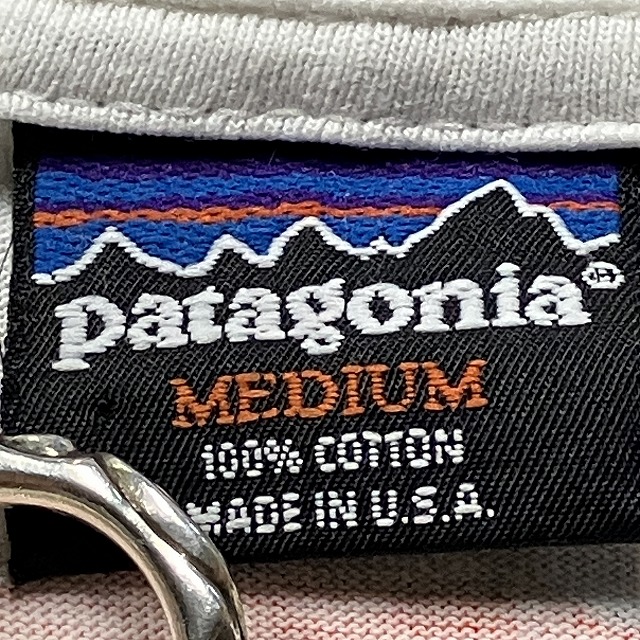 patagonia®
MEDIUM
100% COTTON
MADE IN U.S.A.